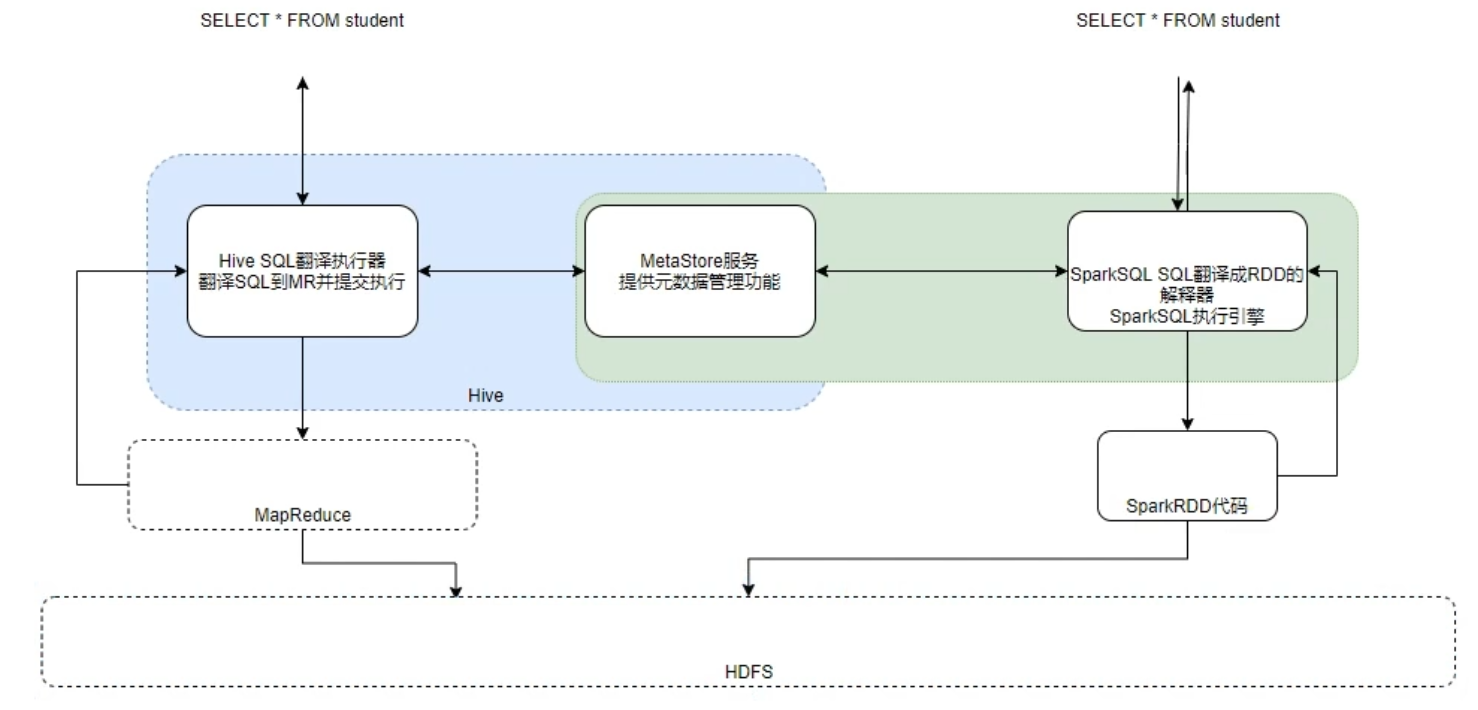 SELECT * FROM student
SELECT * FROM student
Hive SQL翻译执行器
翻译SQL到MR并提交执行
MetaStore服务
提供元数据管理功能
SparkSQL SQL翻译成RDD的
解释器
SparkSQL执行引擎
Hive
MapReduce
SparkRDD代码
HDFS